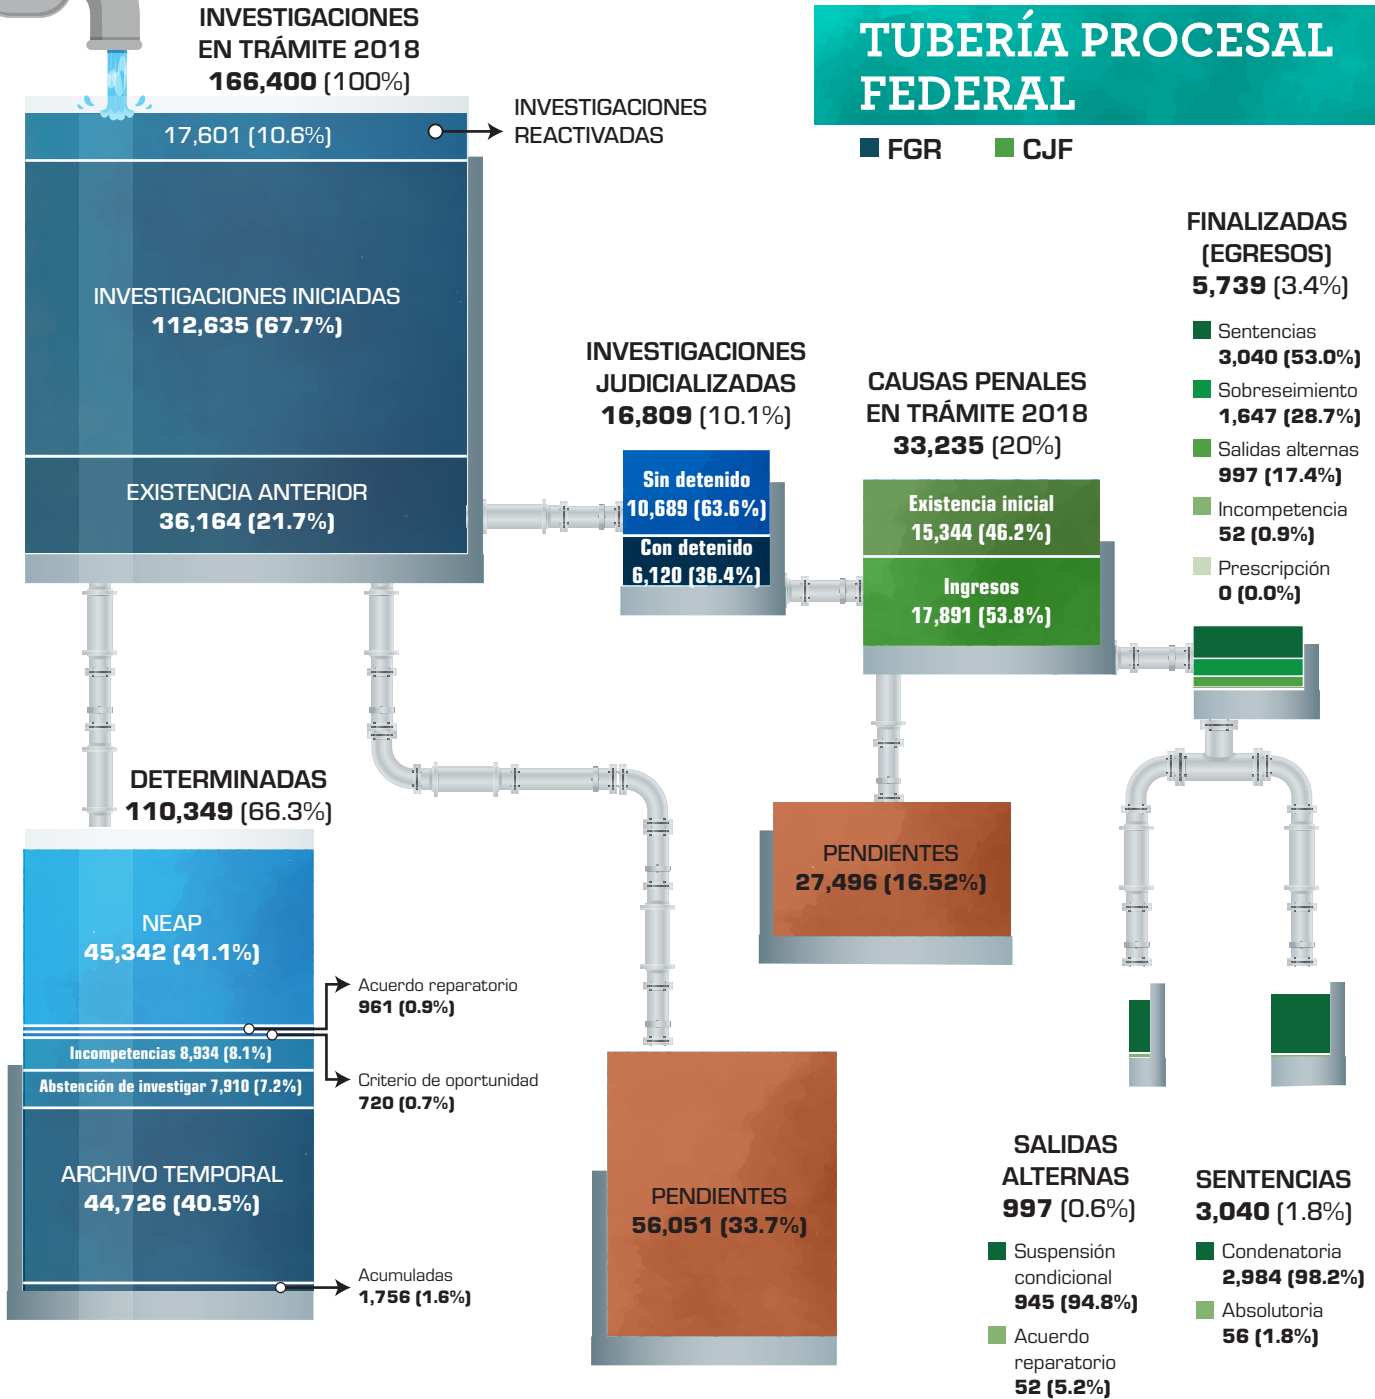 INVESTIGACIONES
EN TRÁMITE 2018
166,400 (100%)
TUBERÍA PROCESAL
FEDERAL
FGR
CJF
17,601 (10.6%)
INVESTIGACIONES
REACTIVADAS
INVESTIGACIONES INICIADAS
112,635 (67.7%)
EXISTENCIA ANTERIOR
36,164 (21.7%)
INVESTIGACIONES
JUDICIALIZADAS
16,809 (10.1%)
Sin detenido
10,689 (63.6%)
Con detenido
6,120 (36.4%)
CAUSAS PENALES
EN TRÁMITE 2018
33,235 (20%)
Existencia inicial
15,344 (46.2%)
Ingresos
17,891 (53.8%)
FINALIZADAS
(EGRESOS)
5,739 (3.4%)
Sentencias
3,040 (53.0%)
Sobreseimiento
1,647 (28.7%)
Salidas alternas
997 (17.4%)
Incompetencia
52 (0.9%)
Prescripción
0 (0.0%)
DETERMINADAS
110,349 (66.3%)
NEAP
45,342 (41.1%)
Acuerdo reparatorio
961 (0.9%)
Incompetencias 8,934 (8.1%)
Abstención de investigar 7,910 (7.2%)
Criterio de oportunidad
720 (0.7%)
ARCHIVO TEMPORAL
44,726 (40.5%)
Acumuladas
1,756 (1.6%)
PENDIENTES
56,051 (33.7%)
PENDIENTES
27,496 (16.52%)
SALIDAS
ALTERNAS
997 (0.6%)
Suspensión
condicional
945 (94.8%)
Acuerdo
reparatorio
52 (5.2%)
SENTENCIAS
3,040 (1.8%)
Condenatoria
2,984 (98.2%)
Absolutoria
56 (1.8%)